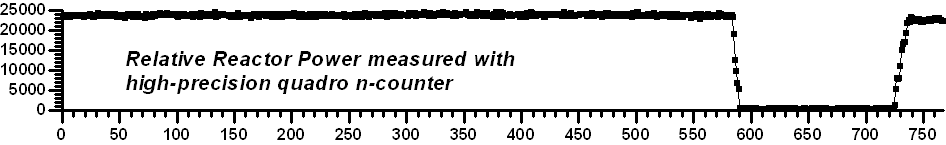 25000
20000
15000
10000
5000
0
Relative Reactor Power measured with
high-precision quadro n-counter
0 50 100 150 200 250 300 350 400 450 500 550 600 650 700 750